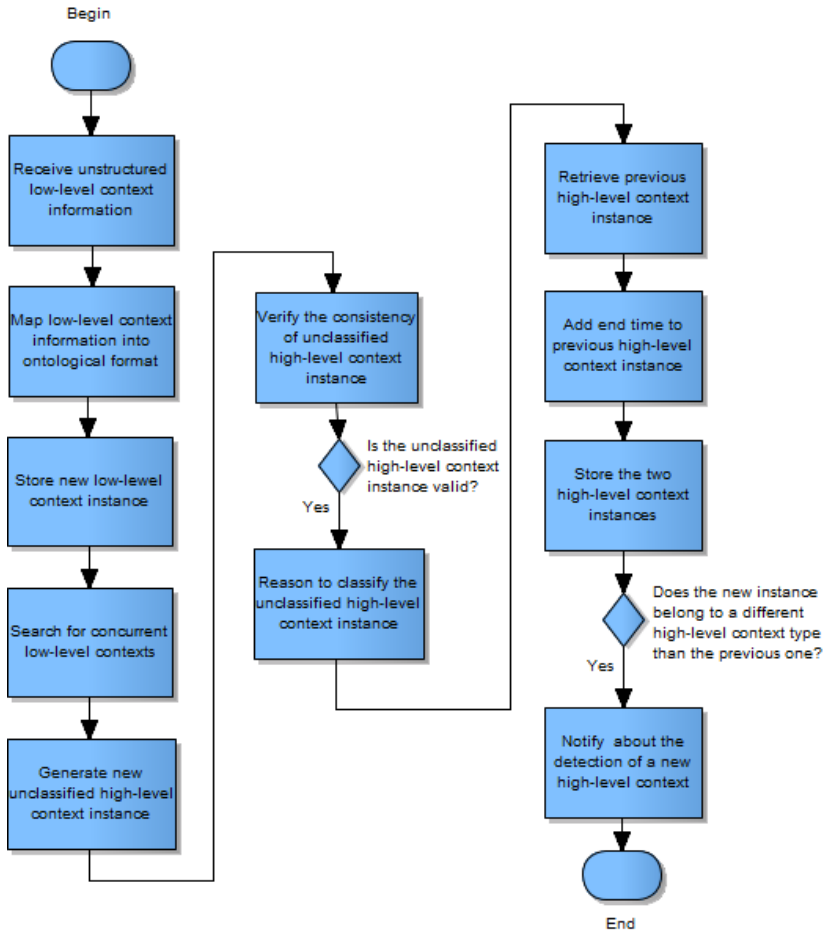 Begin
Receive unstructured
low-level context
information
Map low-level context
information into
ontological format
Store new low-lewel
context instance
Search for concurrent
low-level contexts
Generate new
unclassified high-level
context instance
Verify the consistency
of unclassified
high-level context
instance
Is the unclassified
high-level context
instance valid?
Yes
Reason to classify the
unclassified high-level
context instance
Retrieve previous
high-level context
instance
Add end time to
previous high-level
context instance
Store the two
high-level context
instances
Does the new instance
belong to a different
high-level context type
than the previous one?
Yes
Notify about the
detection of a new
high-level context
End